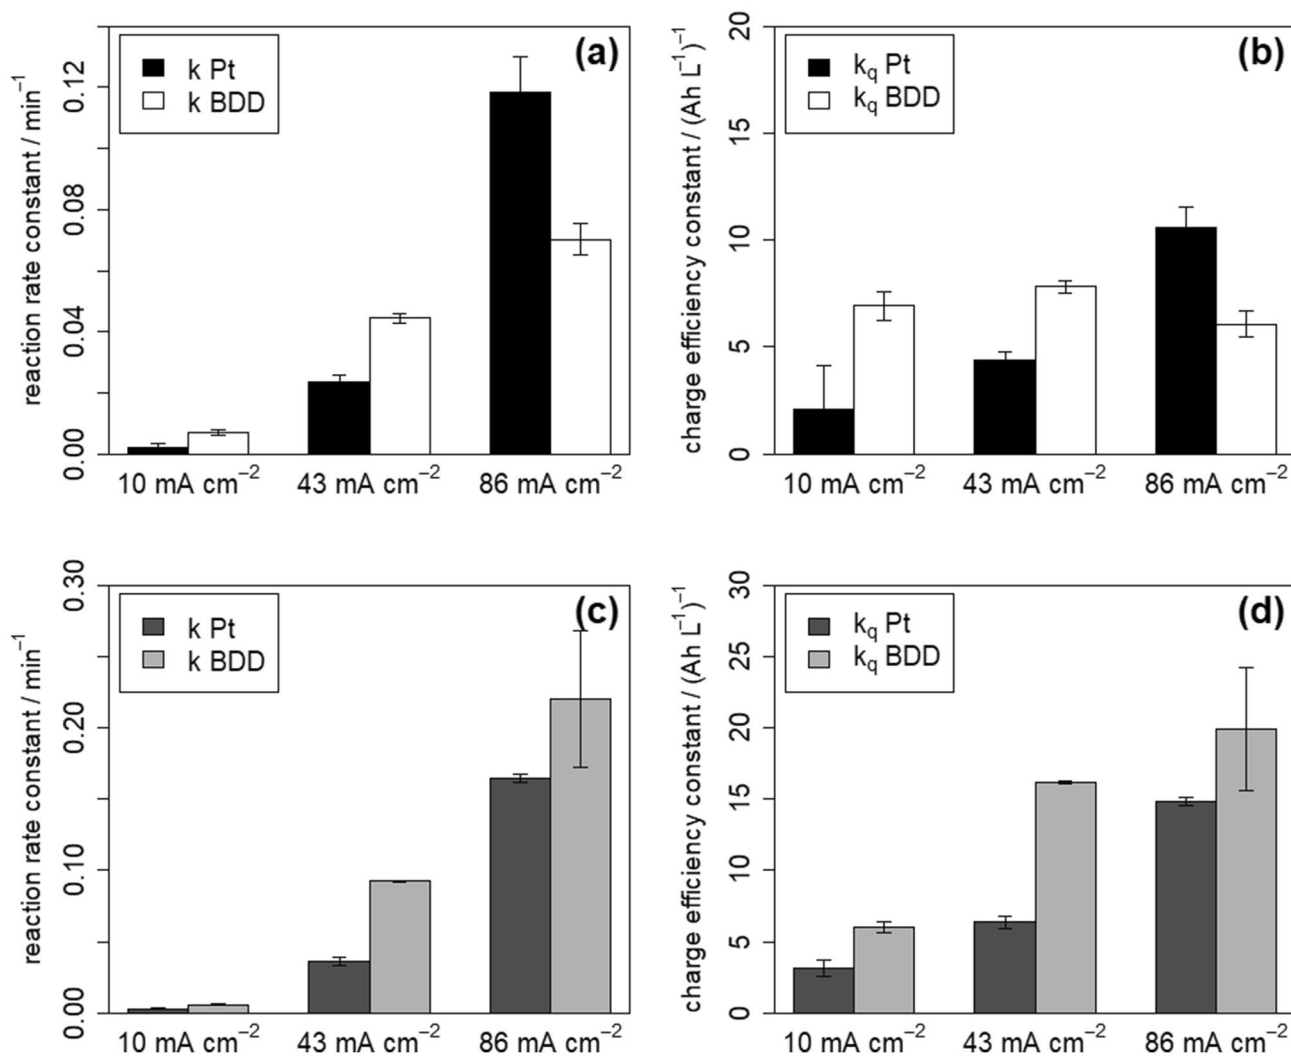 reaction rate constant / min⁻¹
0.00 0.04 0.08 0.12
k Pt
k BDD
(a)
10 mA cm⁻² 43 mA cm⁻² 86 mA cm⁻²
charge efficiency constant / (Ah L⁻¹)⁻¹
0 5 10 15 20
k_q Pt
k_q BDD
(b)
10 mA cm⁻² 43 mA cm⁻² 86 mA cm⁻²
reaction rate constant / min⁻¹
0.00 0.10 0.20 0.30
k Pt
k BDD
(c)
10 mA cm⁻² 43 mA cm⁻² 86 mA cm⁻²
charge efficiency constant / (Ah L⁻¹)⁻¹
0 5 10 15 20 25 30
k_q Pt
k_q BDD
(d)
10 mA cm⁻² 43 mA cm⁻² 86 mA cm⁻²